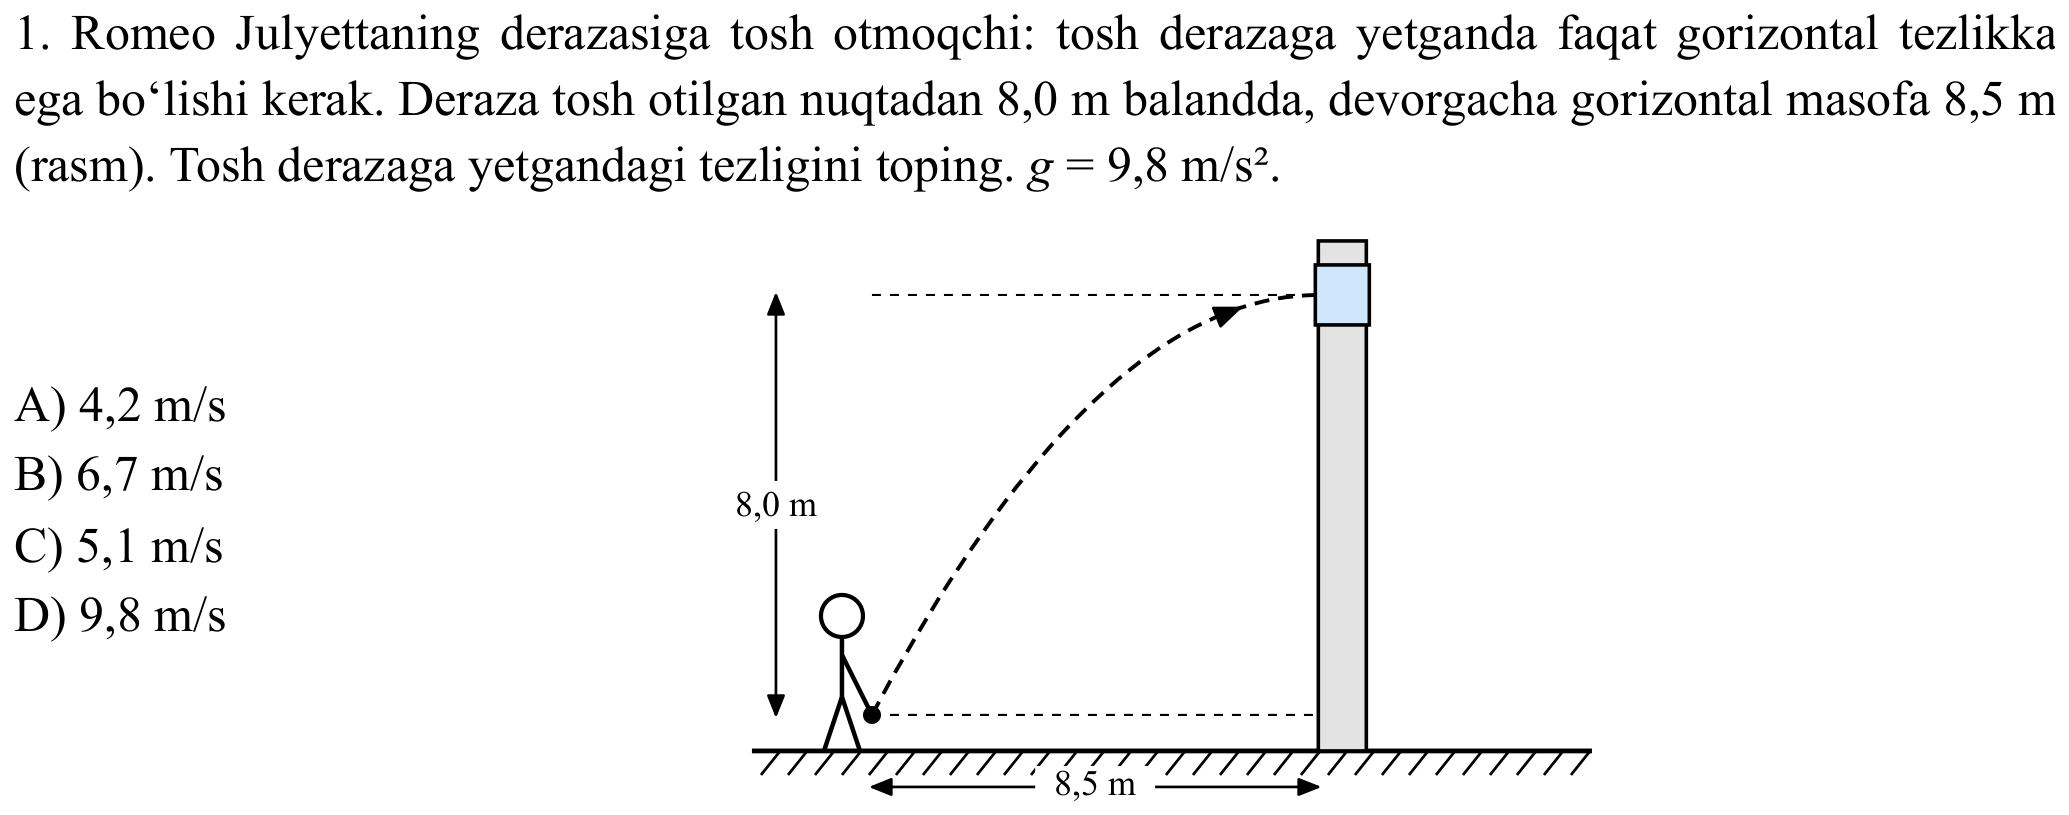 1. Romeo Julyettaning derazasiga tosh otmoqchi: tosh derazaga yetganda faqat gorizontal tezlikka
ega bo‘lishi kerak. Deraza tosh otilgan nuqtadan 8,0 m balandda, devorgacha gorizontal masofa 8,5 m
(rasm). Tosh derazaga yetgandagi tezligini toping. g = 9,8 m/s².
A) 4,2 m/s
B) 6,7 m/s
8,0 m
C) 5,1 m/s
D) 9,8 m/s
8,5 m